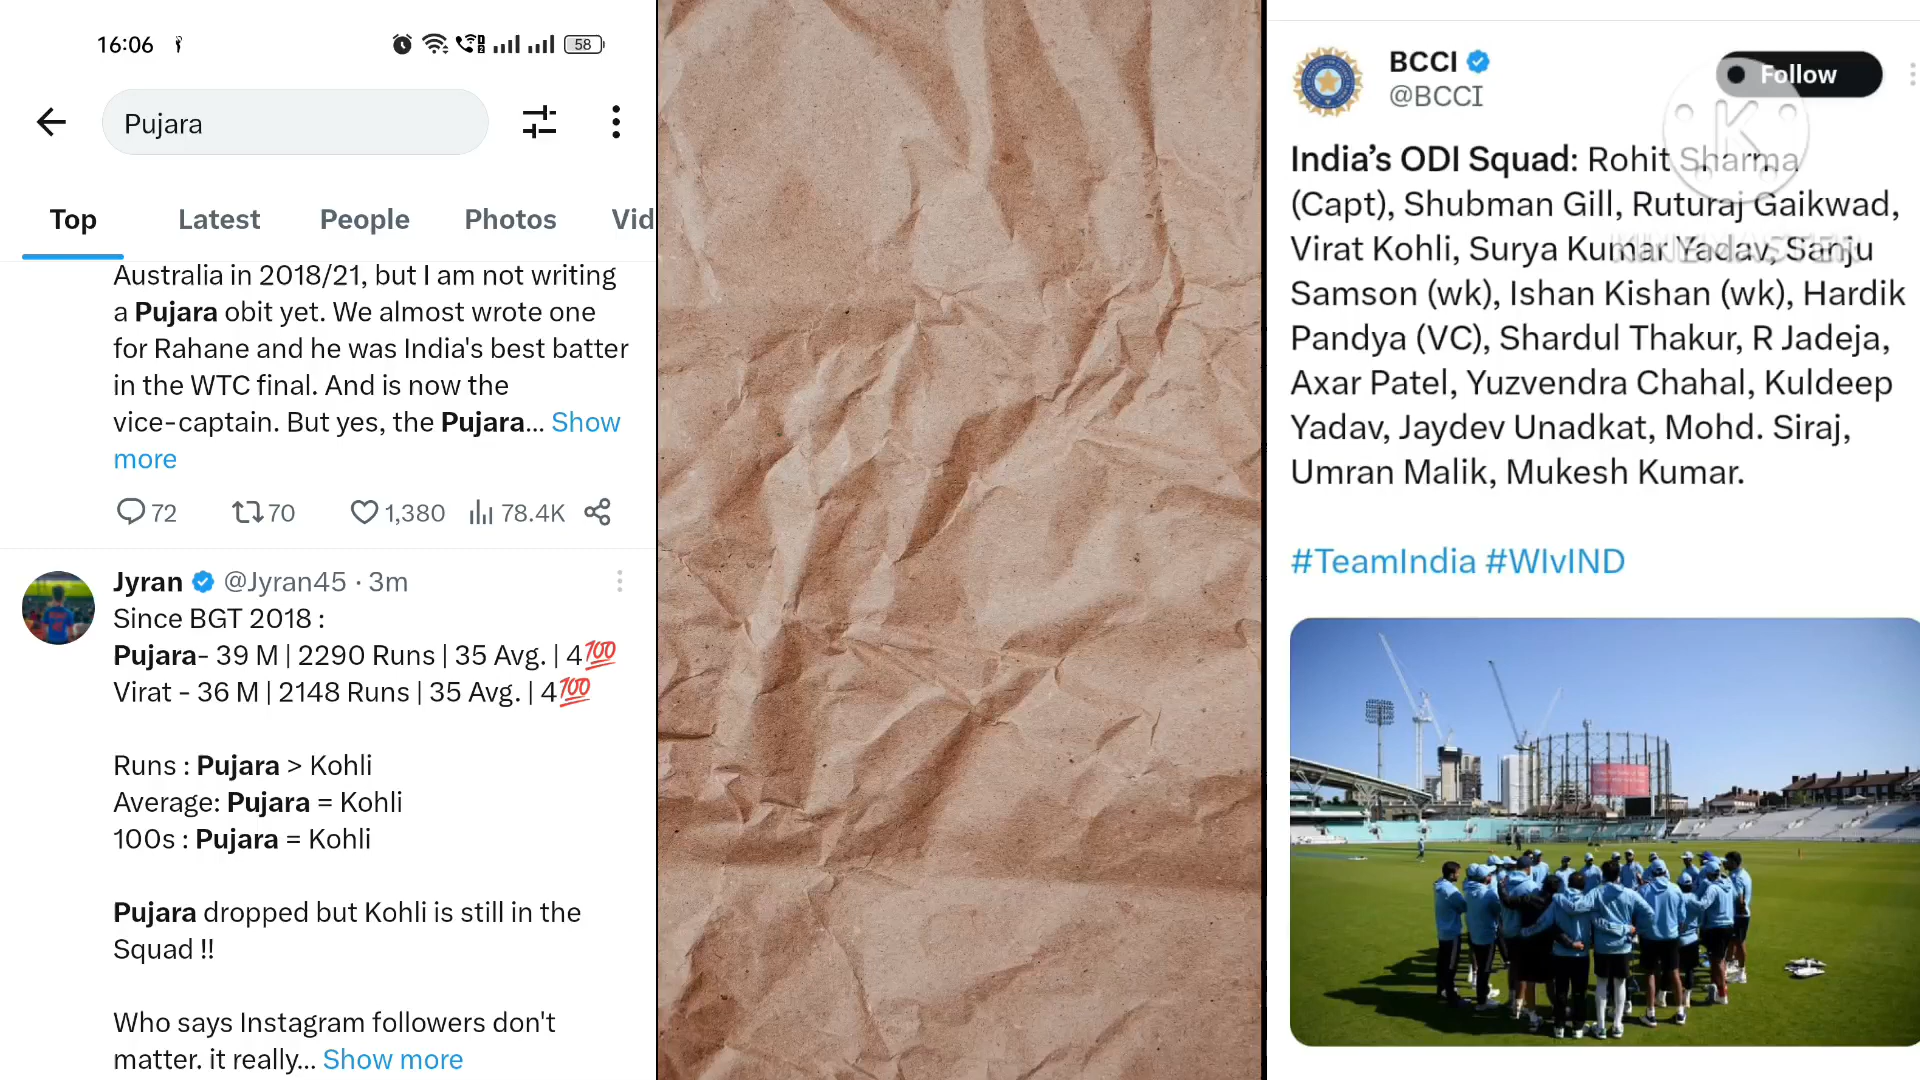 16:06
58
Pujara
Top Latest People Photos Vid
Australia in 2018/21, but I am not writing
a Pujara obit yet. We almost wrote one
for Rahane and he was India's best batter
in the WTC final. And is now the
vice-captain. But yes, the Pujara... Show
more
72 70 1,380 78.4K
Jyran @Jyran45 · 3m
Since BGT 2018 :
Pujara- 39 M | 2290 Runs | 35 Avg. | 4💯
Virat - 36 M | 2148 Runs | 35 Avg. | 4💯
Runs : Pujara > Kohli
Average: Pujara = Kohli
100s : Pujara = Kohli
Pujara dropped but Kohli is still in the
Squad !!
Who says Instagram followers don't
matter. it really... Show more
BCCI
@BCCI
Follow
K
KINEMASTER
India's ODI Squad: Rohit Sharma
(Capt), Shubman Gill, Ruturaj Gaikwad,
Virat Kohli, Surya Kumar Yadav, Sanju
Samson (wk), Ishan Kishan (wk), Hardik
Pandya (VC), Shardul Thakur, R Jadeja,
Axar Patel, Yuzvendra Chahal, Kuldeep
Yadav, Jaydev Unadkat, Mohd. Siraj,
Umran Malik, Mukesh Kumar.
#TeamIndia #WIvIND